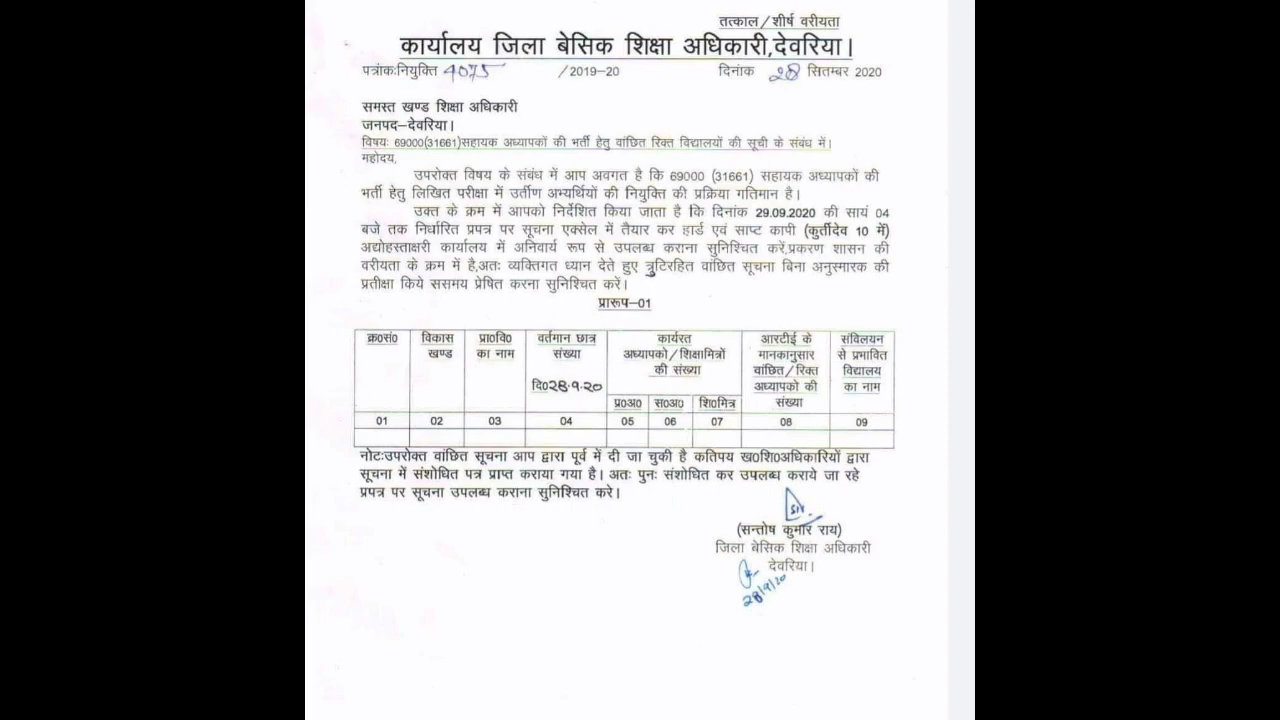 तत्काल/शीर्ष वरीयता
कार्यालय जिला बेसिक शिक्षा अधिकारी,देवरिया।
पत्रांक:नियुक्ति 4075 /2019–20 दिनांक 28 सितम्बर 2020
समस्त खण्ड शिक्षा अधिकारी
जनपद–देवरिया।
विषयः 69000(31661)सहायक अध्यापकों की भर्ती हेतु वांछित रिक्त विद्यालयों की सूची के संबंध में।
महोदय,
उपरोक्त विषय के संबंध में आप अवगत है कि 69000 (31661) सहायक अध्यापकों की
भर्ती हेतु लिखित परीक्षा में उर्तीण अभ्यर्थियों की नियुक्ति की प्रक्रिया गतिमान है।
उक्त के क्रम में आपको निर्देशित किया जाता है कि दिनांक 29.09.2020 की सायं 04
बजे तक निर्धारित प्रपत्र पर सूचना एक्सेल में तैयार कर हार्ड एवं साप्ट कापी (कुर्तीदेव 10 में)
अद्योहस्ताक्षरी कार्यालय में अनिवार्य रूप से उपलब्ध कराना सुनिश्चित करें,प्रकरण शासन की
वरीयता के क्रम में है,अतः व्यक्तिगत ध्यान देते हुए त्रुटिरहित वांछित सूचना बिना अनुस्मारक की
प्रतीक्षा किये ससमय प्रेषित करना सुनिश्चित करें।
प्रारूप–01
क्र0सं0 विकास खण्ड प्रा0वि0 का नाम वर्तमान छात्र संख्या दि0 28.9.20 कार्यरत अध्यापको/शिक्षामित्रों की संख्या आरटीई के मानकानुसार वांछित/रिक्त अध्यापको की संख्या संविलयन से प्रभावित विद्यालय का नाम
प्र0अ0 स0अ0 शि0मित्र
01 02 03 04 05 06 07 08 09
नोटःउपरोक्त वांछित सूचना आप द्वारा पूर्व में दी जा चुकी है कतिपय ख0शि0अधिकारियों द्वारा
सूचना में संशोधित पत्र प्राप्त कराया गया है। अतः पुनः संशोधित कर उपलब्ध कराये जा रहे
प्रपत्र पर सूचना उपलब्ध कराना सुनिश्चित करे।
(सन्तोष कुमार राय)
जिला बेसिक शिक्षा अधिकारी
देवरिया।
28/9/20